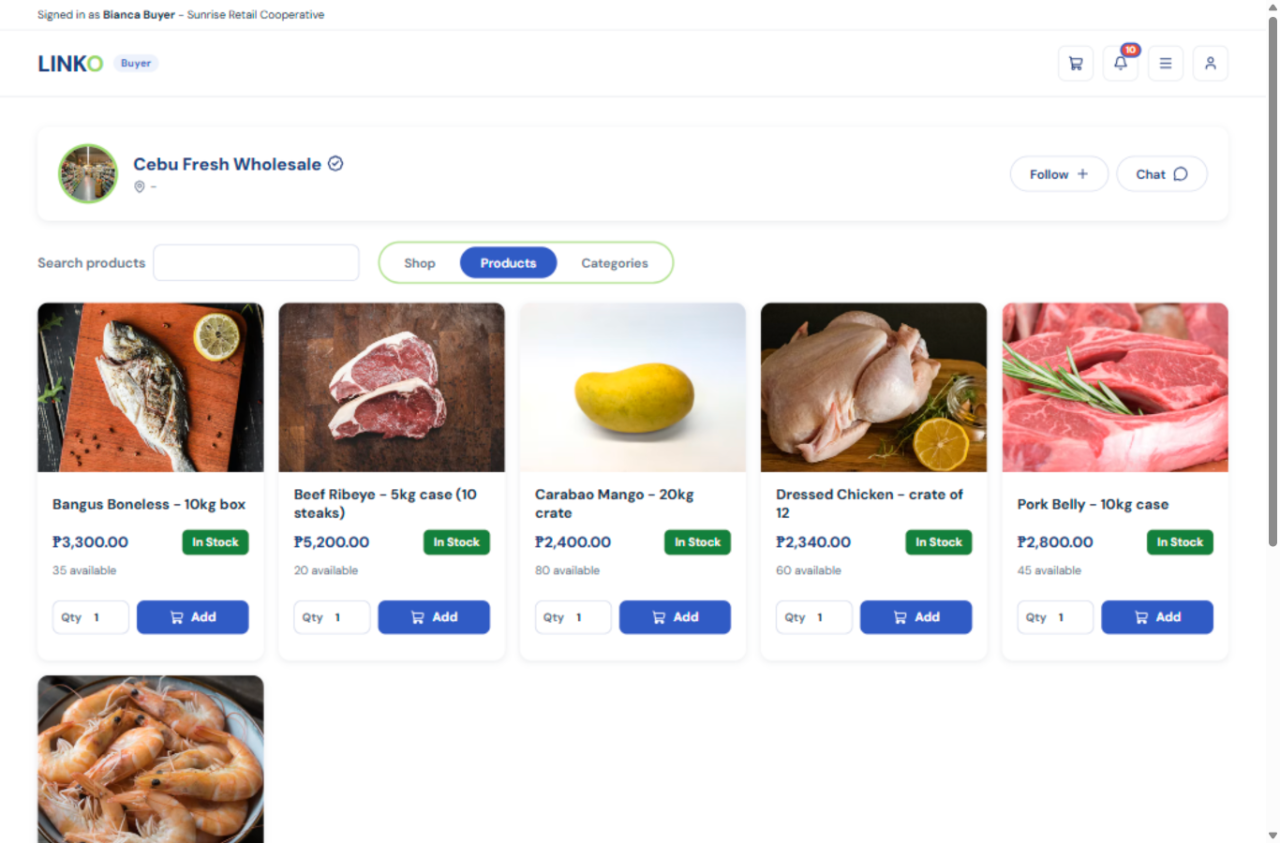 Signed in as Bianca Buyer - Sunrise Retail Cooperative
LINKO Buyer
10
Cebu Fresh Wholesale
-
Follow
Chat
Search products
Shop
Products
Categories
Bangus Boneless - 10kg box
₱3,300.00 In Stock
35 available
Qty 1 Add
Beef Ribeye - 5kg case (10
steaks)
₱5,200.00 In Stock
20 available
Qty 1 Add
Carabao Mango - 20kg
crate
₱2,400.00 In Stock
80 available
Qty 1 Add
Dressed Chicken - crate of
12
₱2,340.00 In Stock
60 available
Qty 1 Add
Pork Belly - 10kg case
₱2,800.00 In Stock
45 available
Qty 1 Add